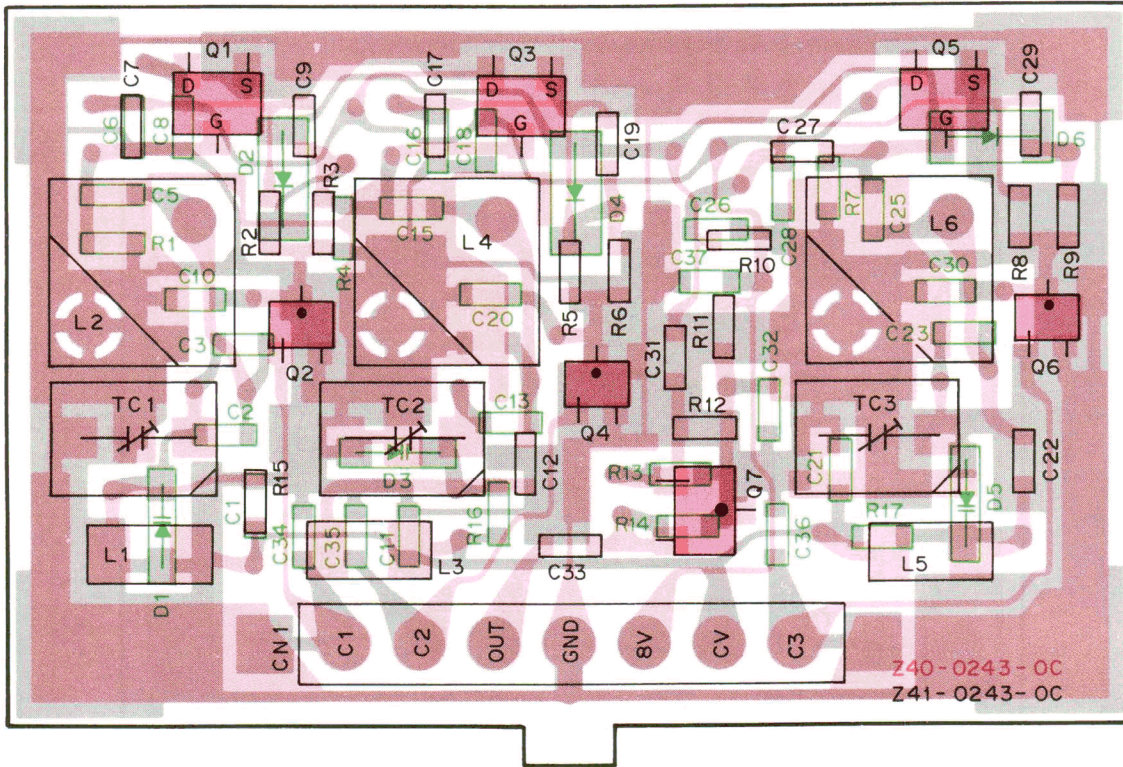 Q1
Q3
Q5
C7
C9
C17
C29
D
S
D
S
D
S
G
G
G
C6
C8
D2
C16
C18
C19
C27
D6
C5
R1
R2
R3
R4
C15
L4
D4
C26
C37
R10
C28
R7
C25
L6
R8
R9
C10
L2
C3
C20
R5
R6
C31
R11
C32
C30
C23
Q2
Q4
Q6
TC1
C2
TC2
C13
R12
TC3
D3
C12
R13
Q7
C21
C22
D5
C1
R15
C34
C35
C11
R16
R14
C36
R17
L1
L3
C33
L5
D1
CN1
C1
C2
OUT
GND
8V
CV
C3
Z40-0243-0C
Z41-0243-0C